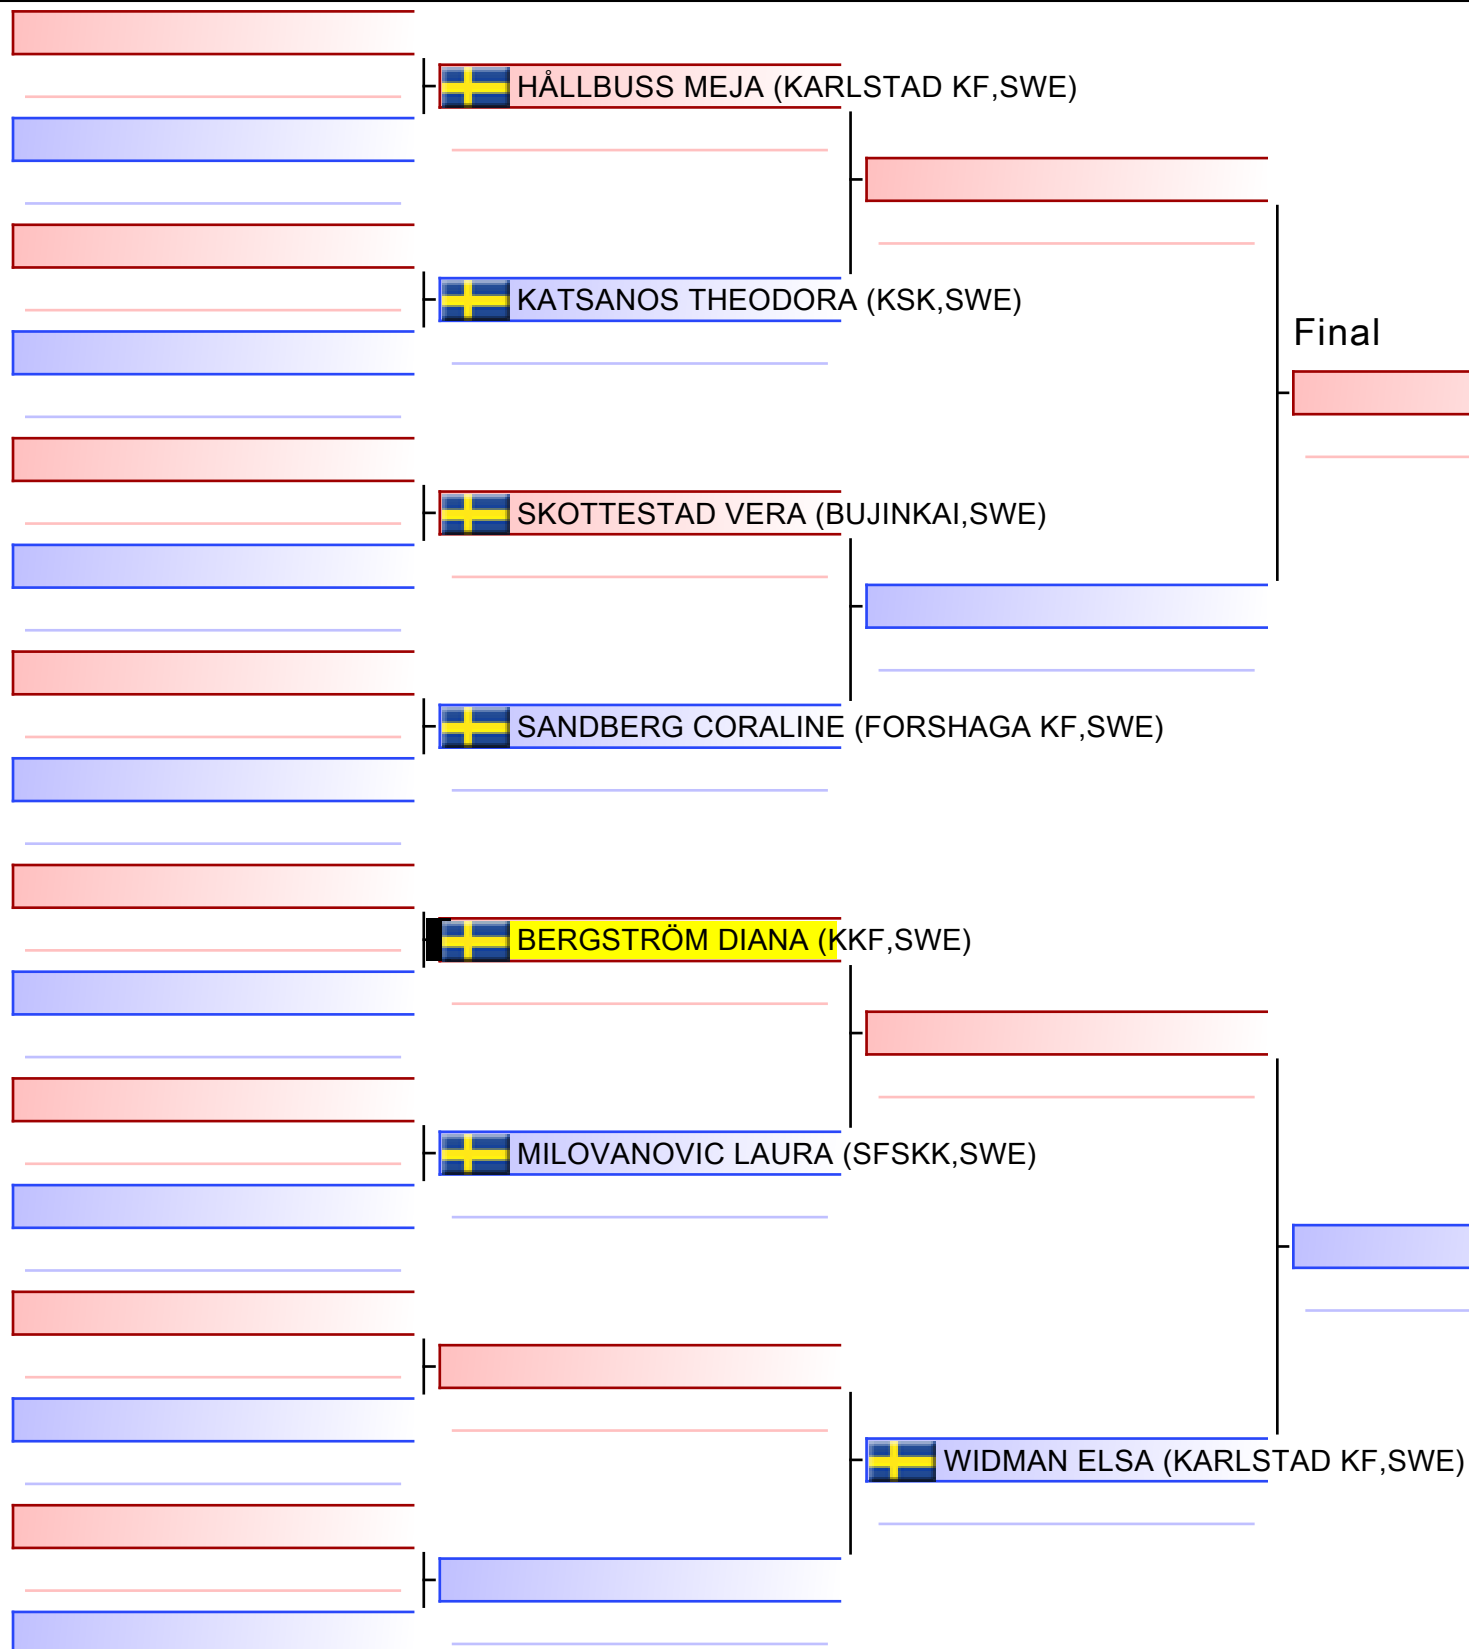 HÅLLBUSS MEJA (KARLSTAD KF,SWE)
KATSANOS THEODORA (KSK,SWE)
Final
SKOTTESTAD VERA (BUJINKAI,SWE)
SANDBERG CORALINE (FORSHAGA KF,SWE)
BERGSTRÖM DIANA (KKF,SWE)
MILOVANOVIC LAURA (SFSKK,SWE)
WIDMAN ELSA (KARLSTAD KF,SWE)